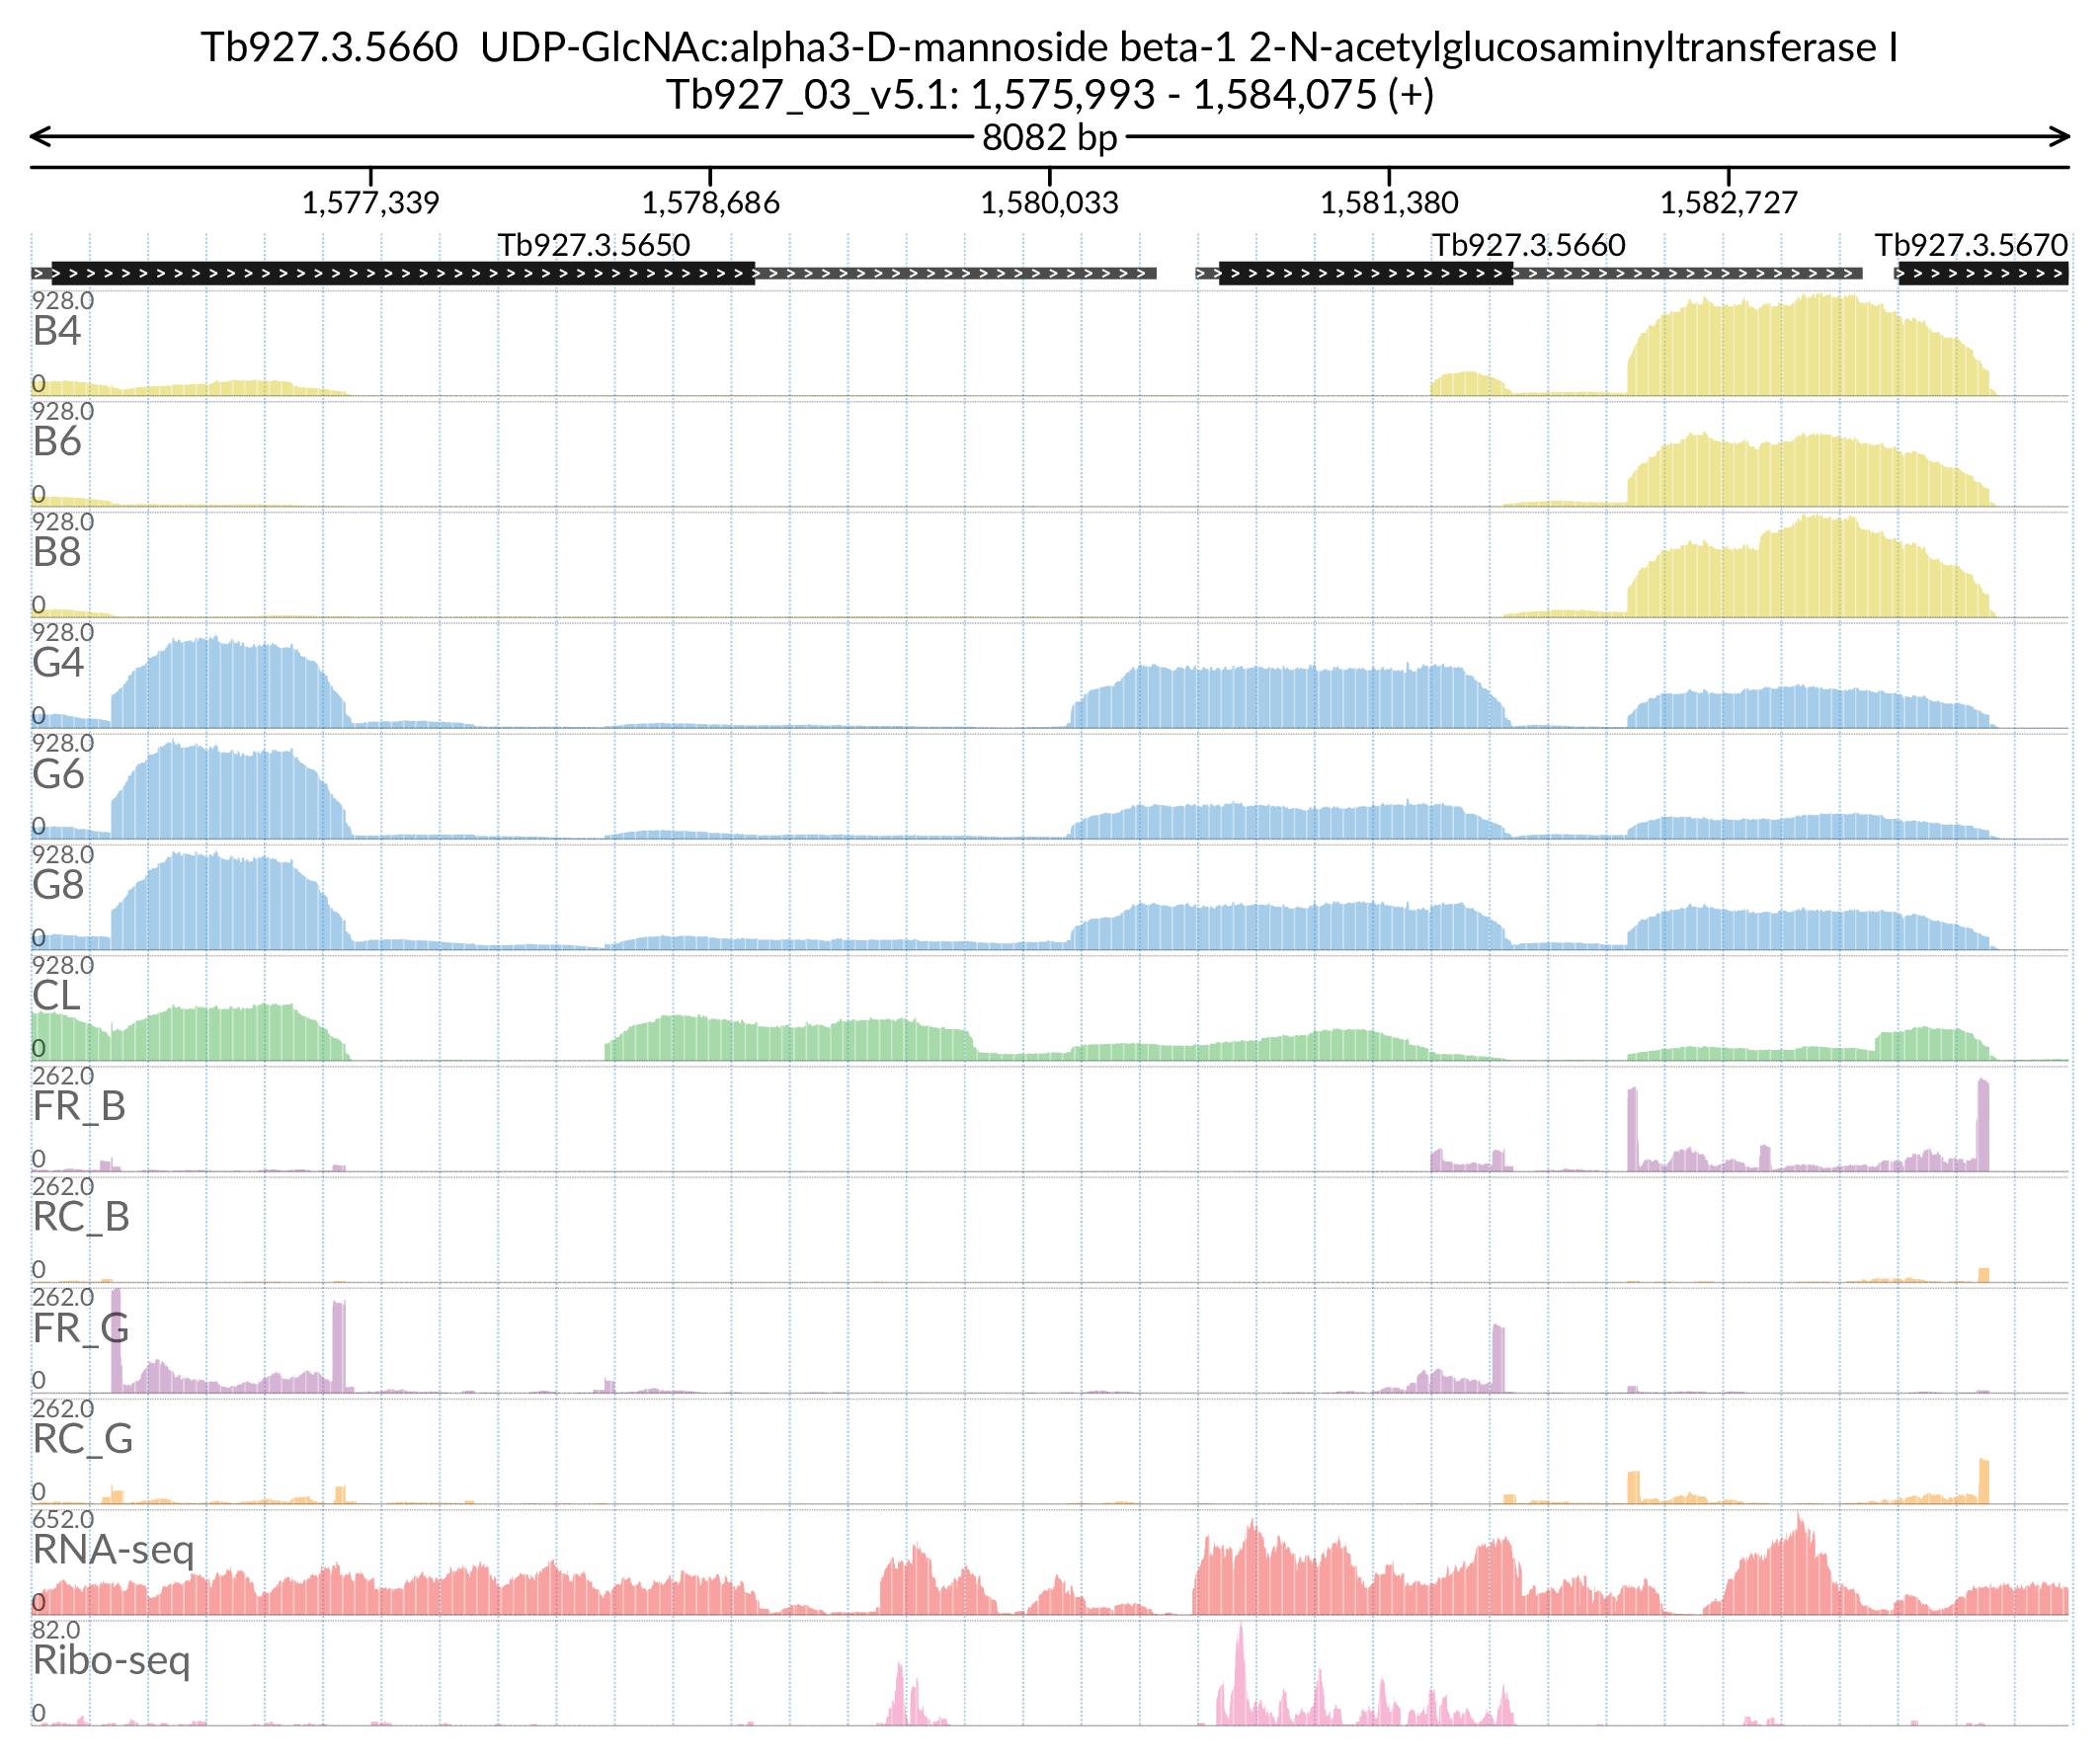 Tb927.3.5660 UDP-GlcNAc:alpha3-D-mannoside beta-1 2-N-acetylglucosaminyltransferase I
Tb927_03_v5.1: 1,575,993 - 1,584,075 (+)
8082 bp
1,577,339 1,578,686 1,580,033 1,581,380 1,582,727
Tb927.3.5650 Tb927.3.5660 Tb927.3.5670
928.0
B4
0
928.0
B6
0
928.0
B8
0
928.0
G4
0
928.0
G6
0
928.0
G8
0
928.0
CL
0
262.0
FR_B
0
262.0
RC_B
0
262.0
FR_G
0
262.0
RC_G
0
652.0
RNA-seq
0
82.0
Ribo-seq
0